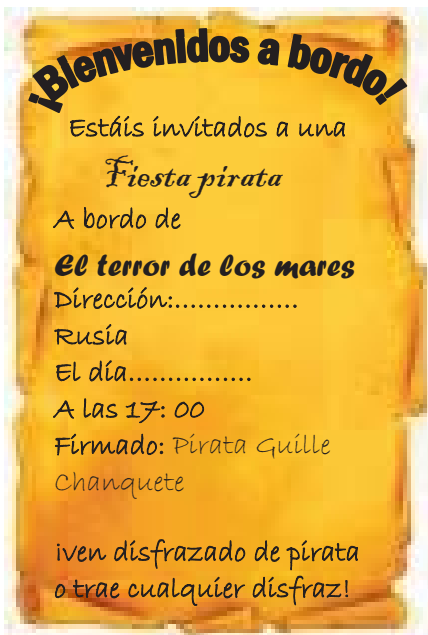 ¡Bienvenidos a bordo!
Estáis invitados a una
Fiesta pirata
A bordo de
El terror de los mares
Dirección:................
Rusia
El día................
A las 17: 00
Firmado: Pirata Guille
Chanquete
¡ven disfrazado de pirata
o trae cualquier disfraz!